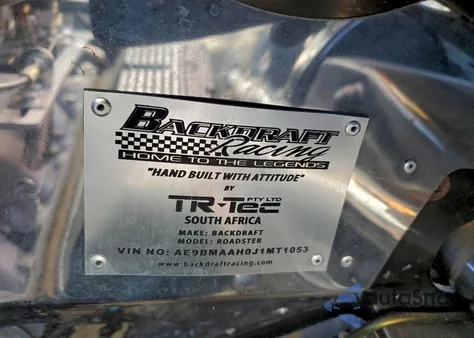 BACKDRAFT
Racing
HOME TO THE LEGENDS
"HAND BUILT WITH ATTITUDE"
BY
TR-Tec PTY LTD
SOUTH AFRICA
MAKE: BACKDRAFT
MODEL: ROADSTER
VIN NO: AE9BMAAH0J1MT1053
www.backdraftracing.com